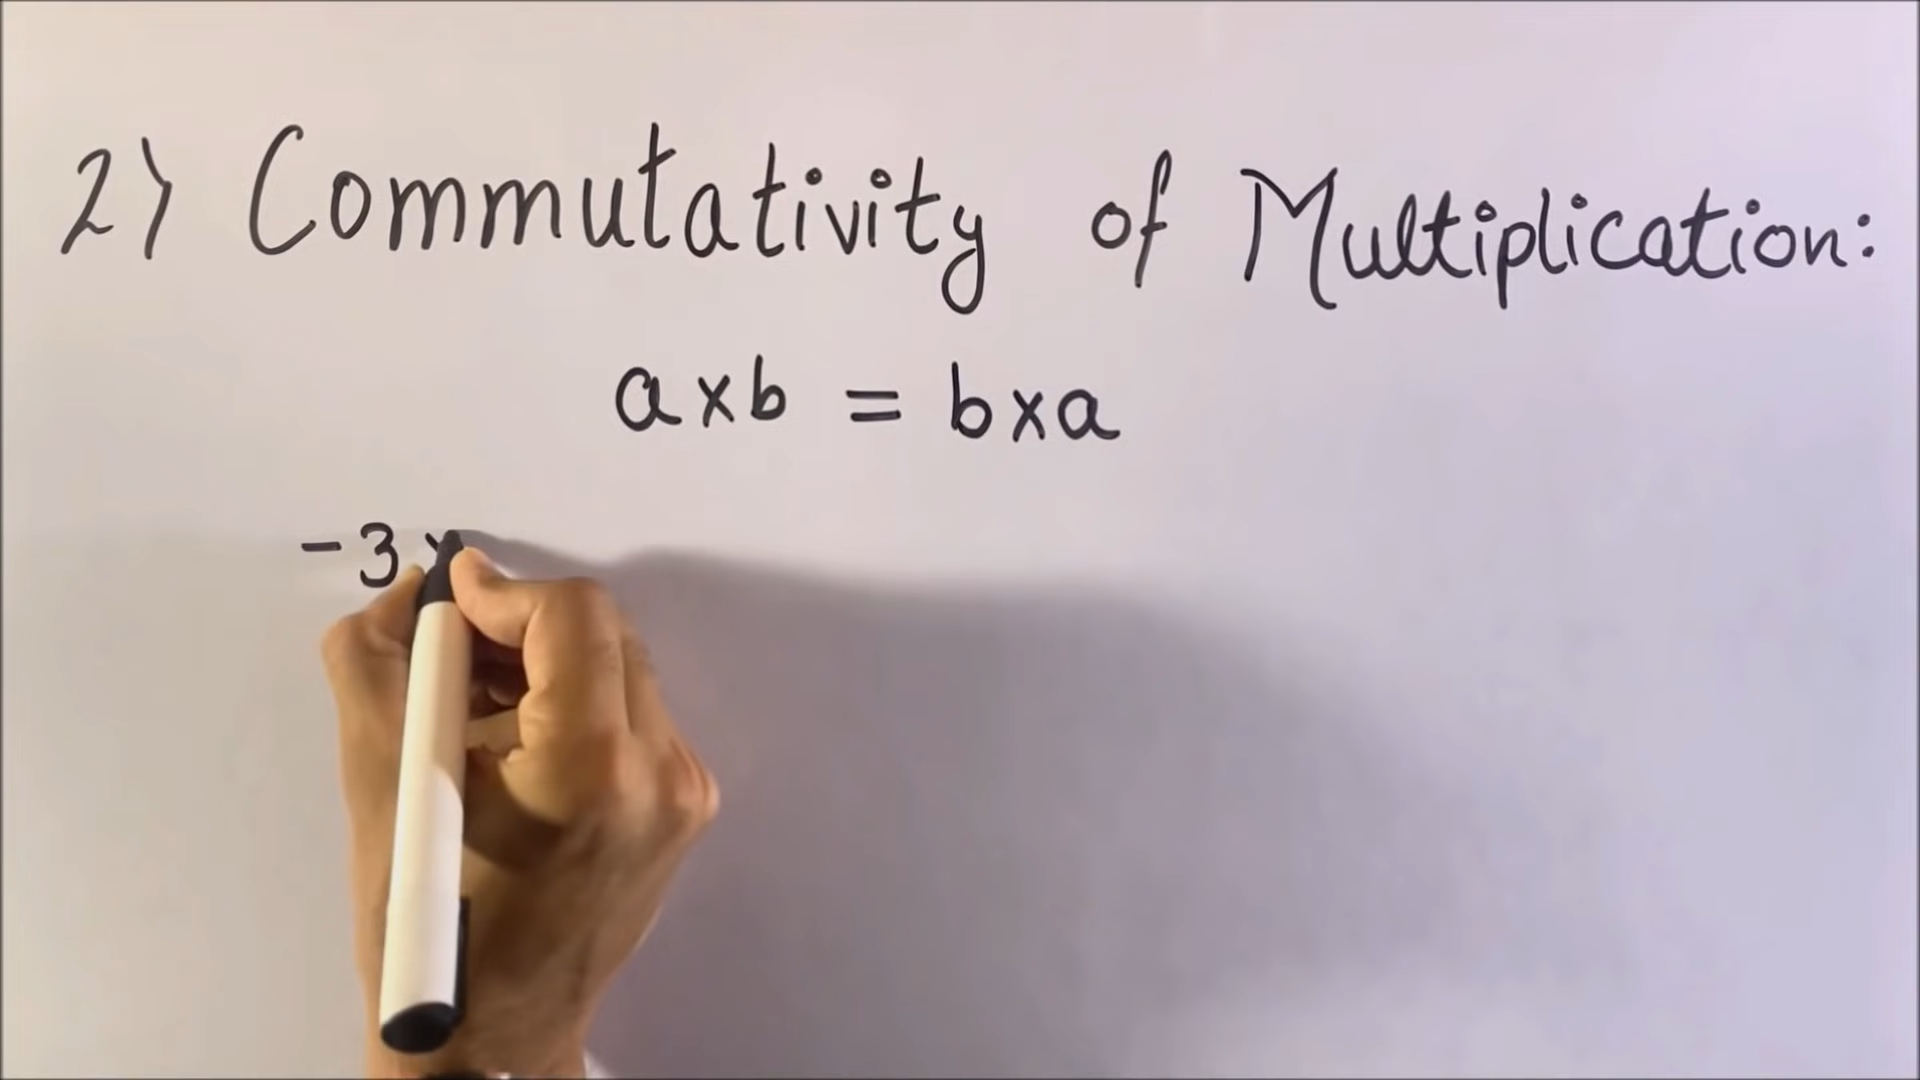 2) Commutativity of Multiplication:
a x b = b x a
- 3